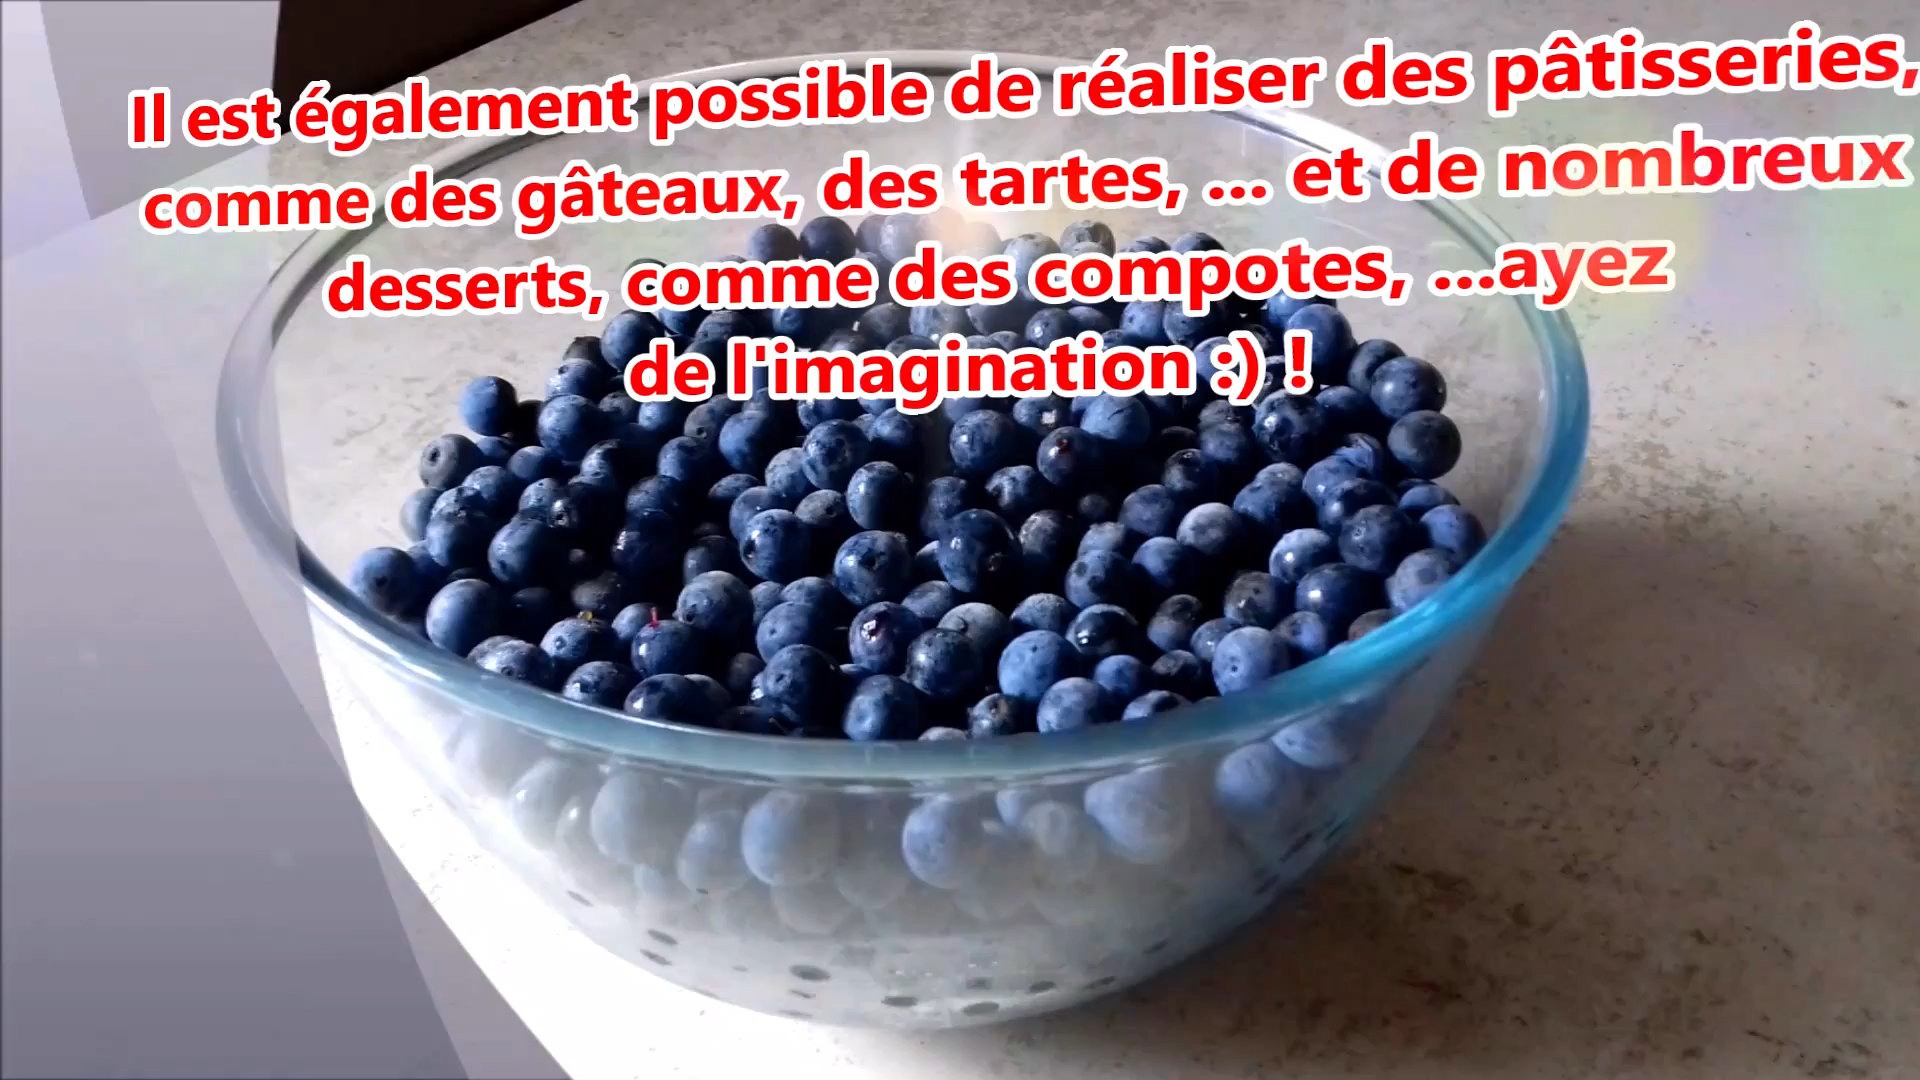 Il est également possible de réaliser des pâtisseries,
comme des gâteaux, des tartes, ... et de nombreux
desserts, comme des compotes, ...ayez
de l'imagination :) !